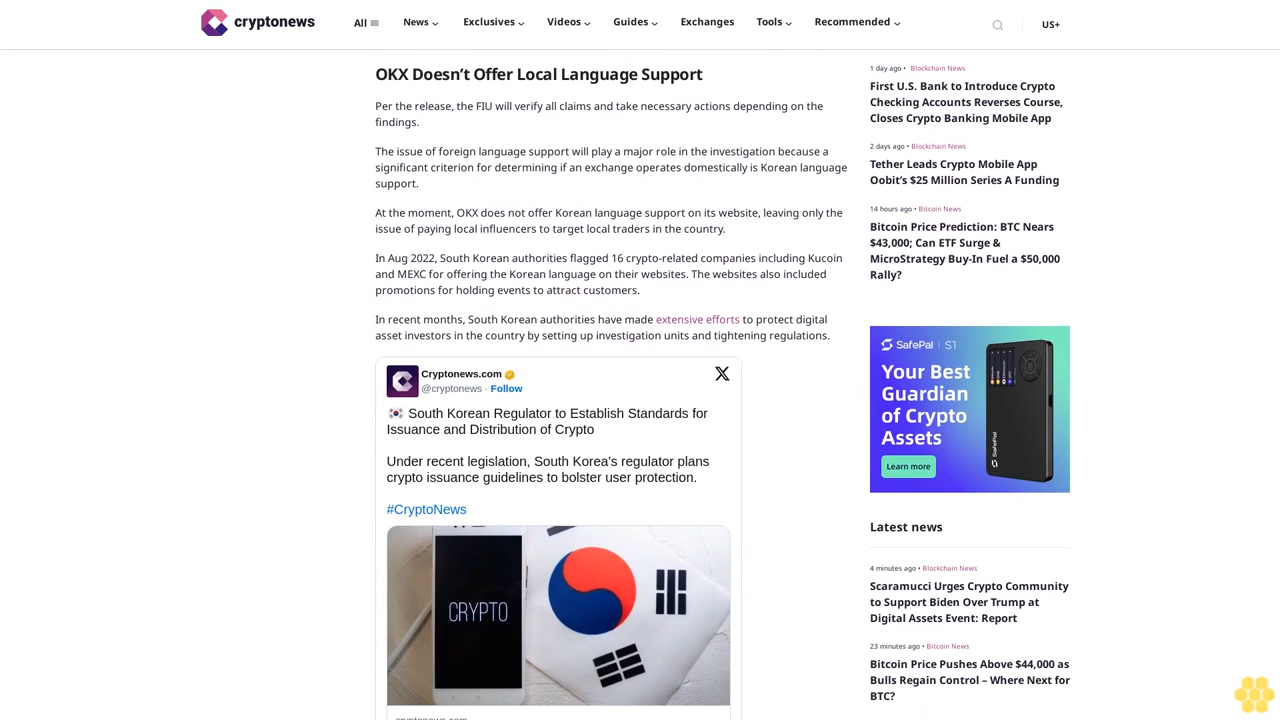 cryptonews
All
News
Exclusives
Videos
Guides
Exchanges
Tools
Recommended
US+
OKX Doesn’t Offer Local Language Support
Per the release, the FIU will verify all claims and take necessary actions depending on the
findings.
The issue of foreign language support will play a major role in the investigation because a
significant criterion for determining if an exchange operates domestically is Korean language
support.
At the moment, OKX does not offer Korean language support on its website, leaving only the
issue of paying local influencers to target local traders in the country.
In Aug 2022, South Korean authorities flagged 16 crypto-related companies including Kucoin
and MEXC for offering the Korean language on their websites. The websites also included
promotions for holding events to attract customers.
In recent months, South Korean authorities have made extensive efforts to protect digital
asset investors in the country by setting up investigation units and tightening regulations.
Cryptonews.com
@cryptonews · Follow
🇰🇷 South Korean Regulator to Establish Standards for
Issuance and Distribution of Crypto
Under recent legislation, South Korea's regulator plans
crypto issuance guidelines to bolster user protection.
#CryptoNews
CRYPTO
cryptonews.com
1 day ago • Blockchain News
First U.S. Bank to Introduce Crypto
Checking Accounts Reverses Course,
Closes Crypto Banking Mobile App
2 days ago • Blockchain News
Tether Leads Crypto Mobile App
Oobit’s $25 Million Series A Funding
14 hours ago • Bitcoin News
Bitcoin Price Prediction: BTC Nears
$43,000; Can ETF Surge &
MicroStrategy Buy-In Fuel a $50,000
Rally?
SafePal | S1
Your Best
Guardian
of Crypto
Assets
Learn more
SafePal
Latest news
4 minutes ago • Blockchain News
Scaramucci Urges Crypto Community
to Support Biden Over Trump at
Digital Assets Event: Report
23 minutes ago • Bitcoin News
Bitcoin Price Pushes Above $44,000 as
Bulls Regain Control – Where Next for
BTC?